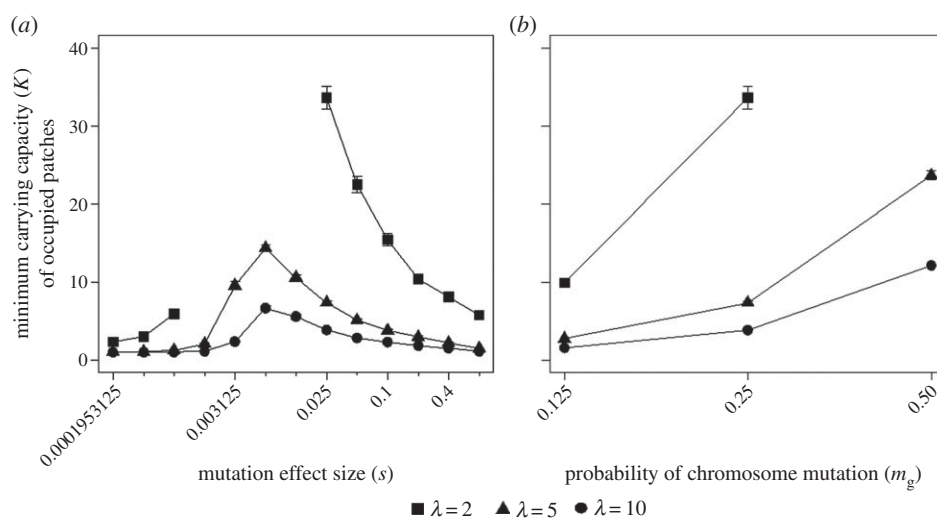 (a)
(b)
minimum carrying capacity (K)
of occupied patches
40
30
20
10
0
0.0001953125
0.003125
0.025
0.1
0.4
0.125
0.25
0.50
mutation effect size (s)
probability of chromosome mutation (mg)
λ = 2
λ = 5
λ = 10